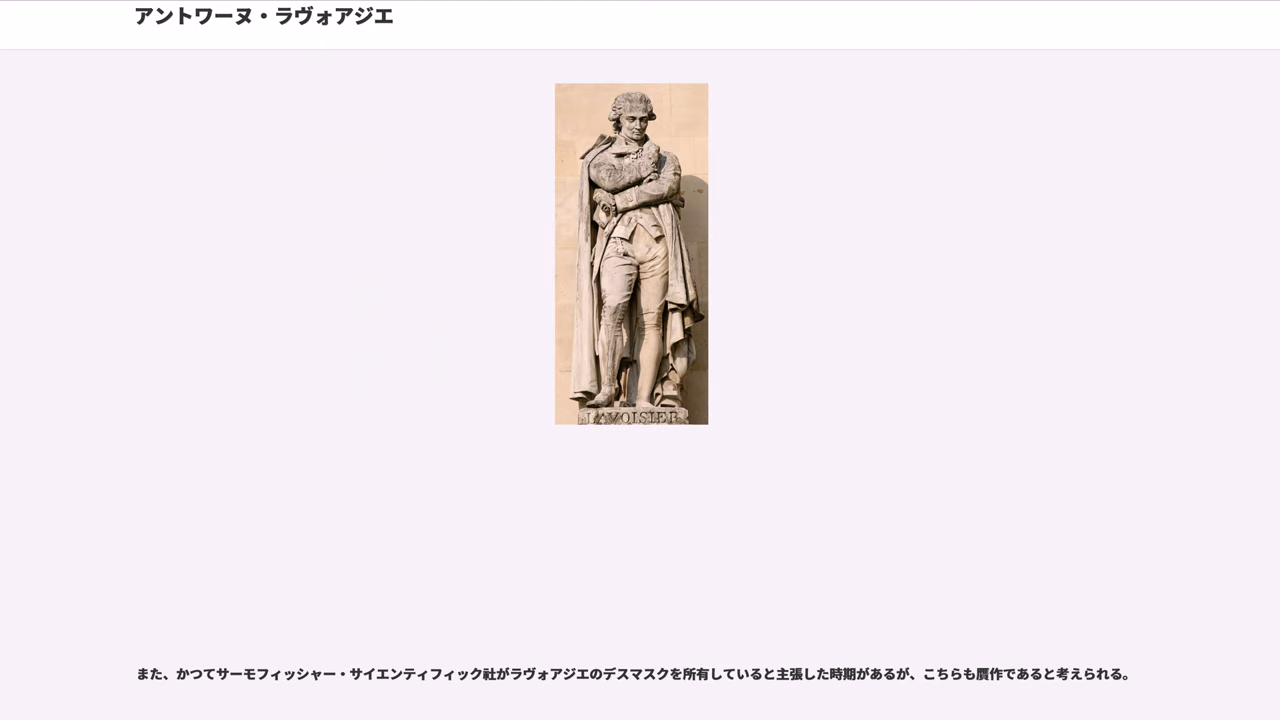 アントワーヌ・ラヴォアジエ
LAVOISIER
また、かつてサーモフィッシャー・サイエンティフィック社がラヴォアジエのデスマスクを所有していると主張した時期があるが、こちらも贋作であると考えられる。